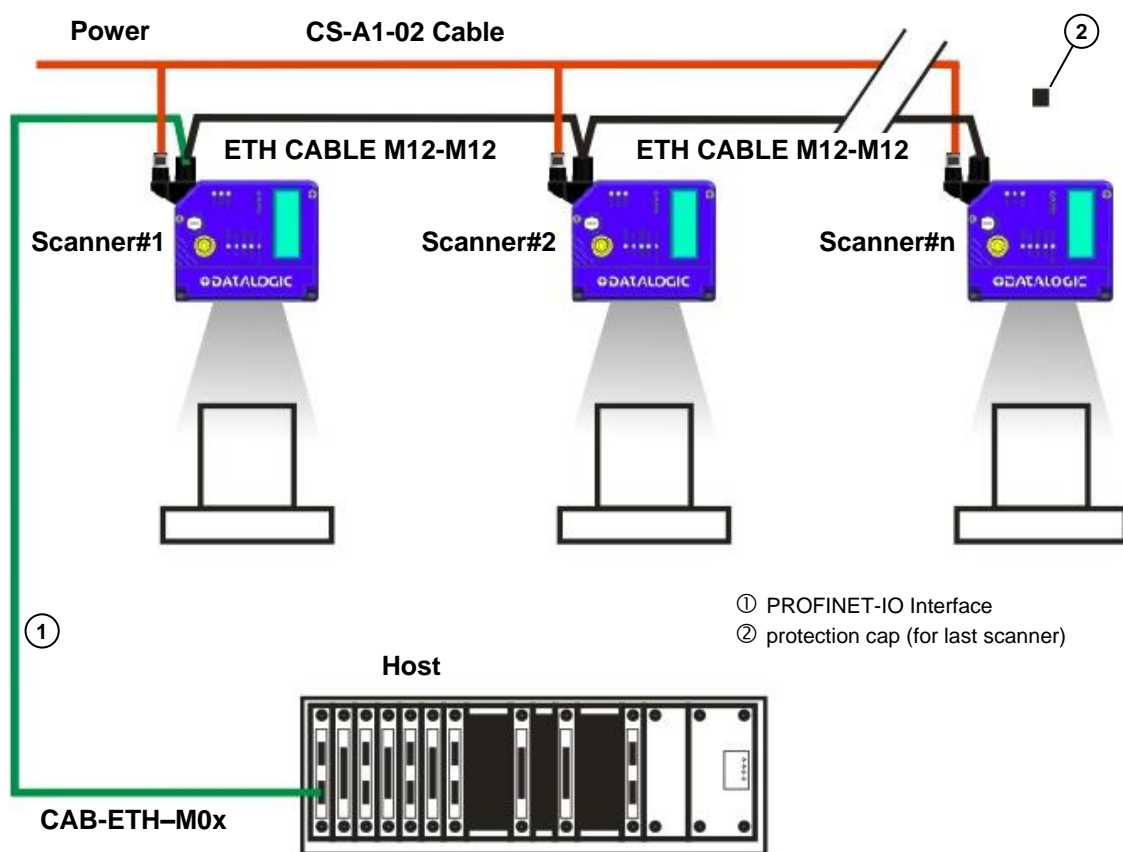 Power
CS-A1-02 Cable
2
ETH CABLE M12-M12
ETH CABLE M12-M12
Scanner#1
Scanner#2
Scanner#n
DATALOGIC
DATALOGIC
DATALOGIC
① PROFINET-IO Interface
② protection cap (for last scanner)
1
Host
CAB-ETH–M0x